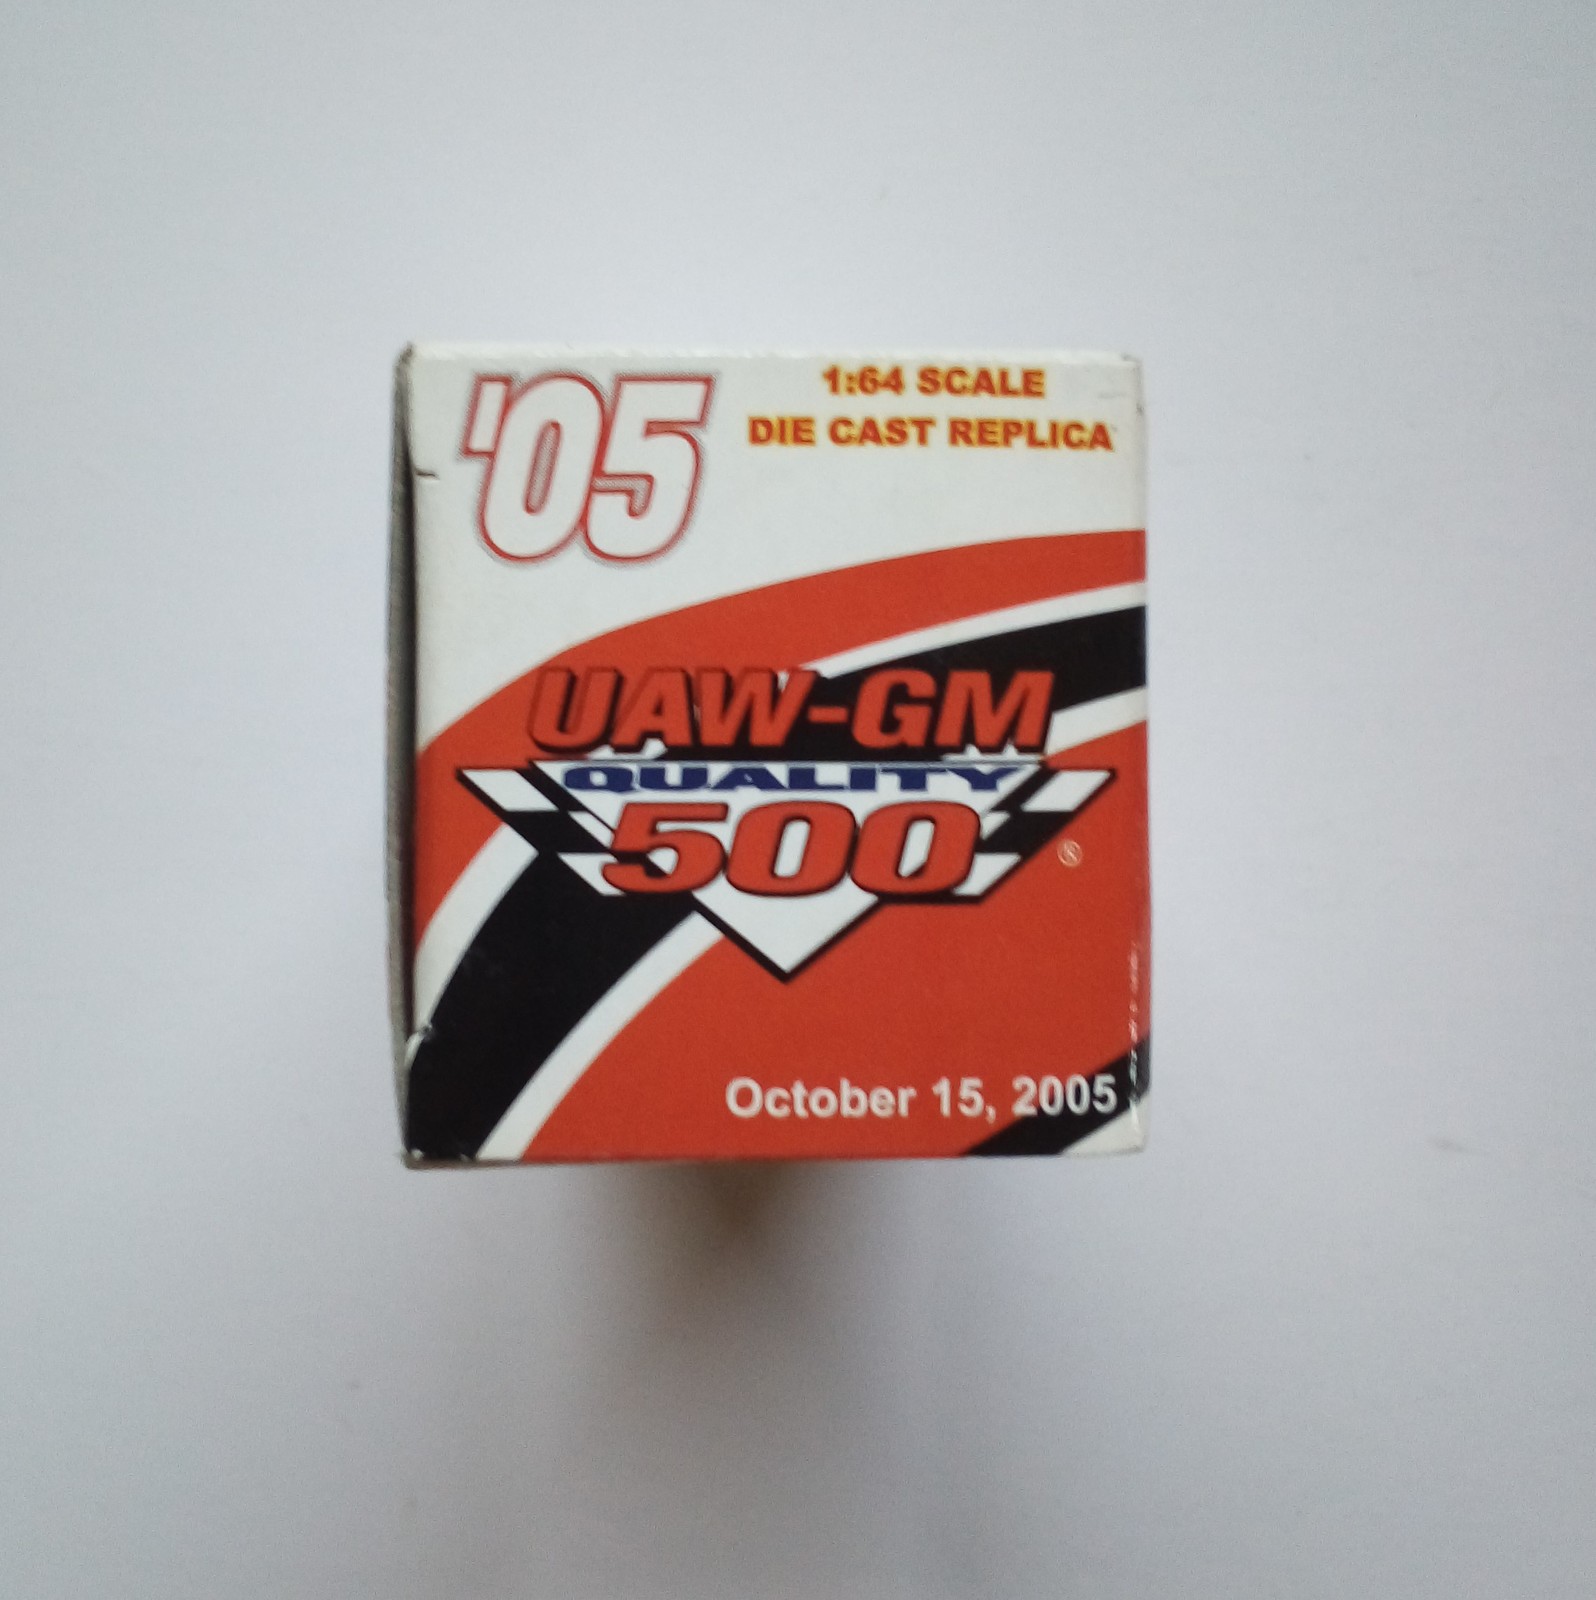 '05
1:64 SCALE
DIE CAST REPLICA
UAW-GM
QUALITY
500
®
October 15, 2005